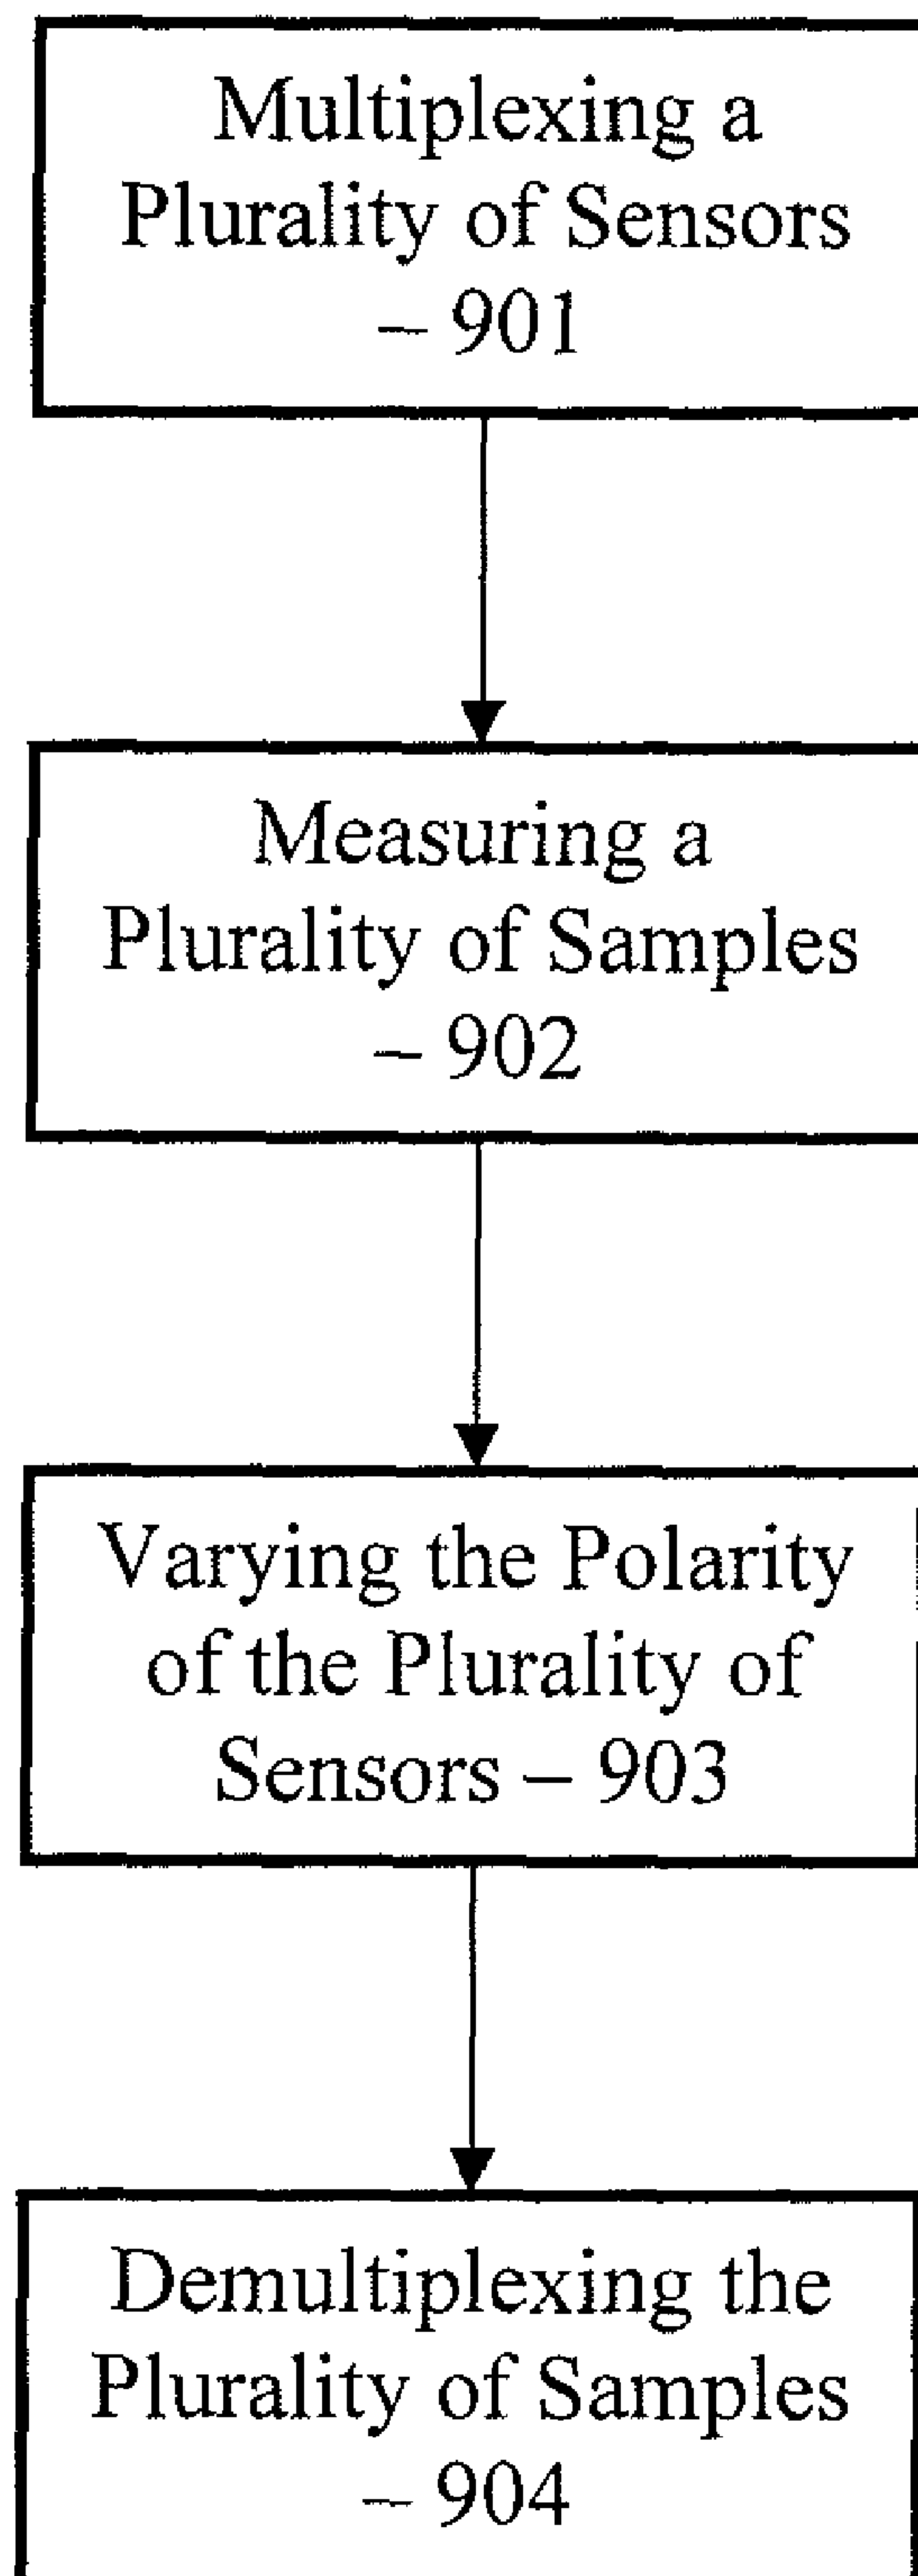 Multiplexing a
Plurality of Sensors
– 901
Measuring a
Plurality of Samples
– 902
Varying the Polarity
of the Plurality of
Sensors – 903
Demultiplexing the
Plurality of Samples
– 904